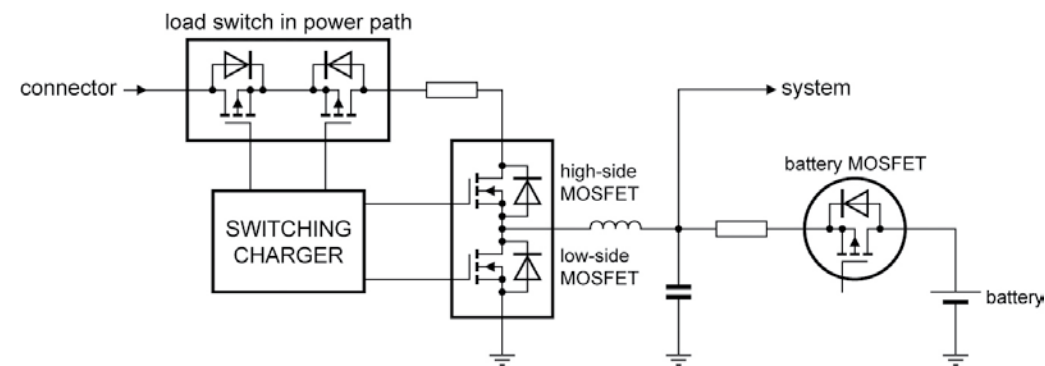 load switch in power path
connector
system
battery MOSFET
high-side
MOSFET
SWITCHING
CHARGER
low-side
MOSFET
battery